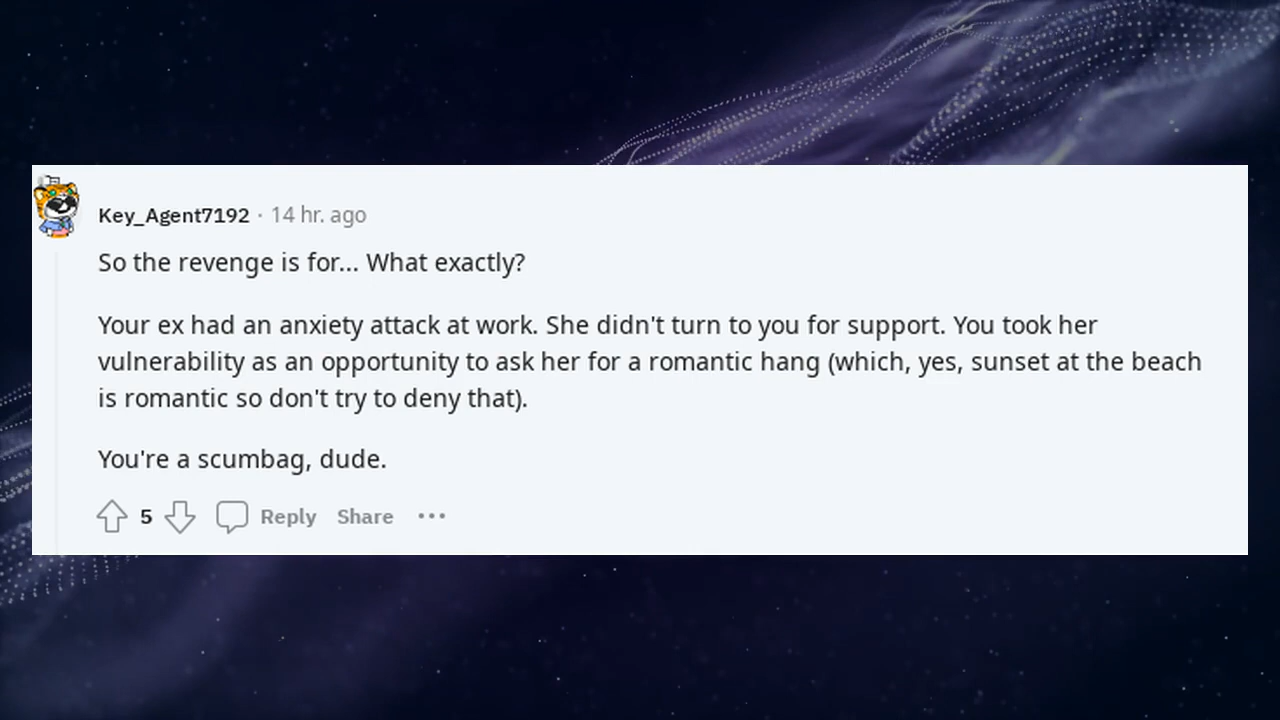 Key_Agent7192 · 14 hr. ago
So the revenge is for... What exactly?
Your ex had an anxiety attack at work. She didn't turn to you for support. You took her
vulnerability as an opportunity to ask her for a romantic hang (which, yes, sunset at the beach
is romantic so don't try to deny that).
You're a scumbag, dude.
5 Reply Share ···